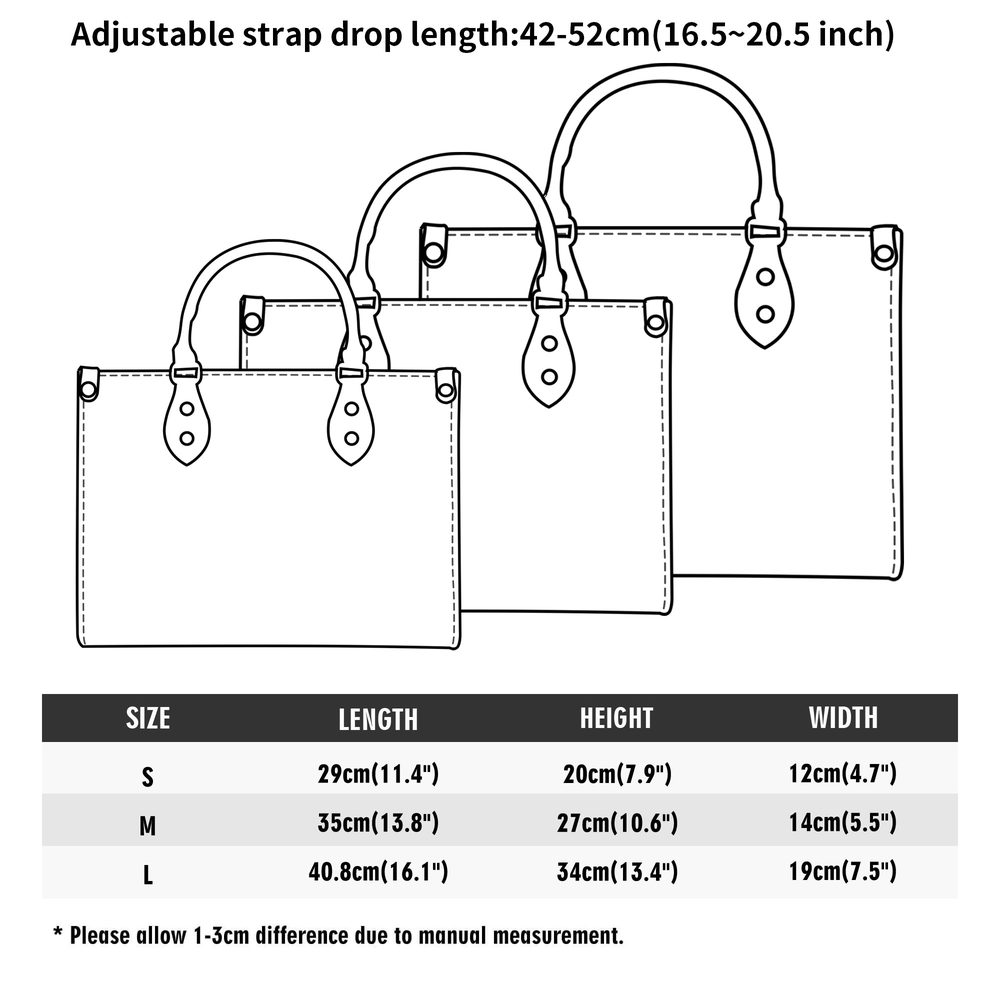 Adjustable strap drop length:42-52cm(16.5~20.5 inch)
SIZE LENGTH HEIGHT WIDTH
S 29cm(11.4") 20cm(7.9") 12cm(4.7")
M 35cm(13.8") 27cm(10.6") 14cm(5.5")
L 40.8cm(16.1") 34cm(13.4") 19cm(7.5")
* Please allow 1-3cm difference due to manual measurement.